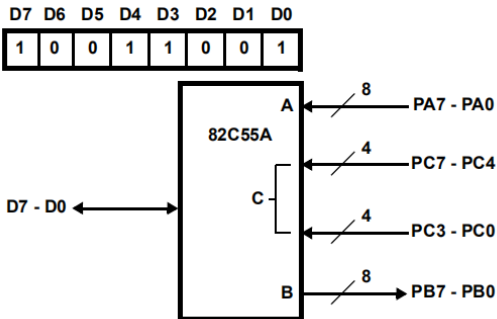 D7 D6 D5 D4 D3 D2 D1 D0
1 0 0 1 1 0 0 1
8
A PA7 - PA0
82C55A
4
PC7 - PC4
D7 - D0 C
4
PC3 - PC0
8
B PB7 - PB0